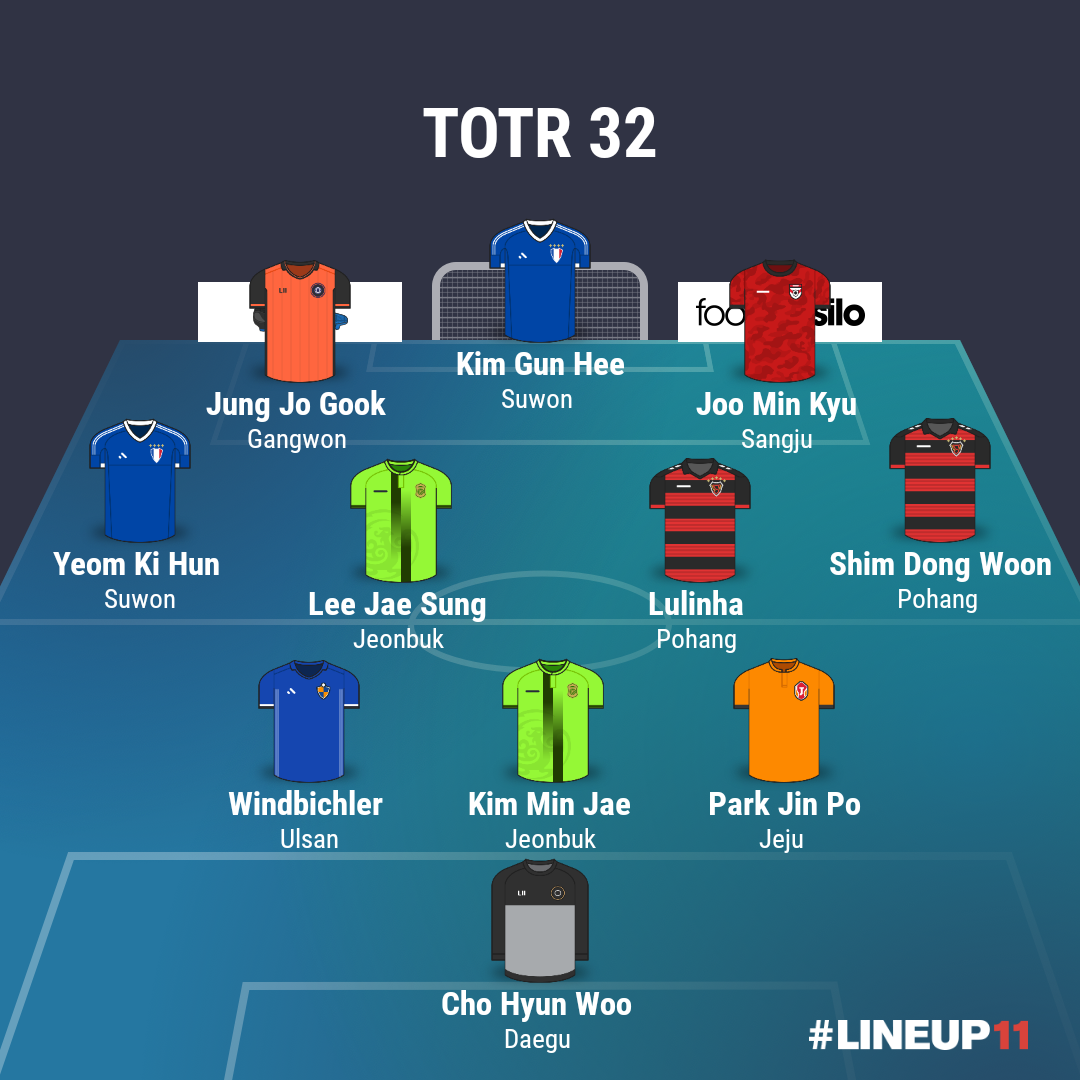 TOTR 32
foo silo
Kim Gun Hee
Suwon
Jung Jo Gook
Gangwon
Joo Min Kyu
Sangju
Yeom Ki Hun
Suwon
Shim Dong Woon
Pohang
Lee Jae Sung
Jeonbuk
Lulinha
Pohang
Windbichler
Ulsan
Kim Min Jae
Jeonbuk
Park Jin Po
Jeju
Cho Hyun Woo
Daegu
#LINEUP11